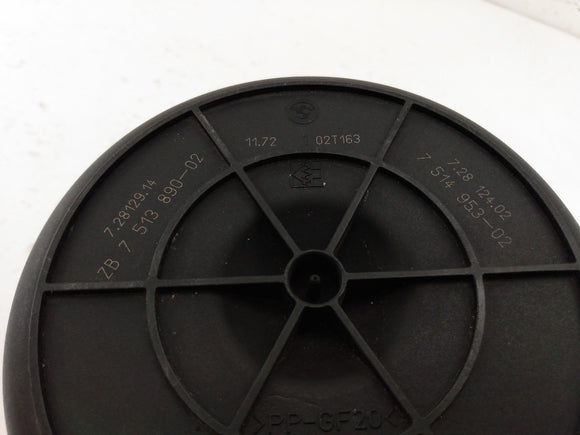 7.28129.14
ZB 7 513 890-02
11.72 02T163
7.28 124.02
7 514 953-02
>PP-GF20<